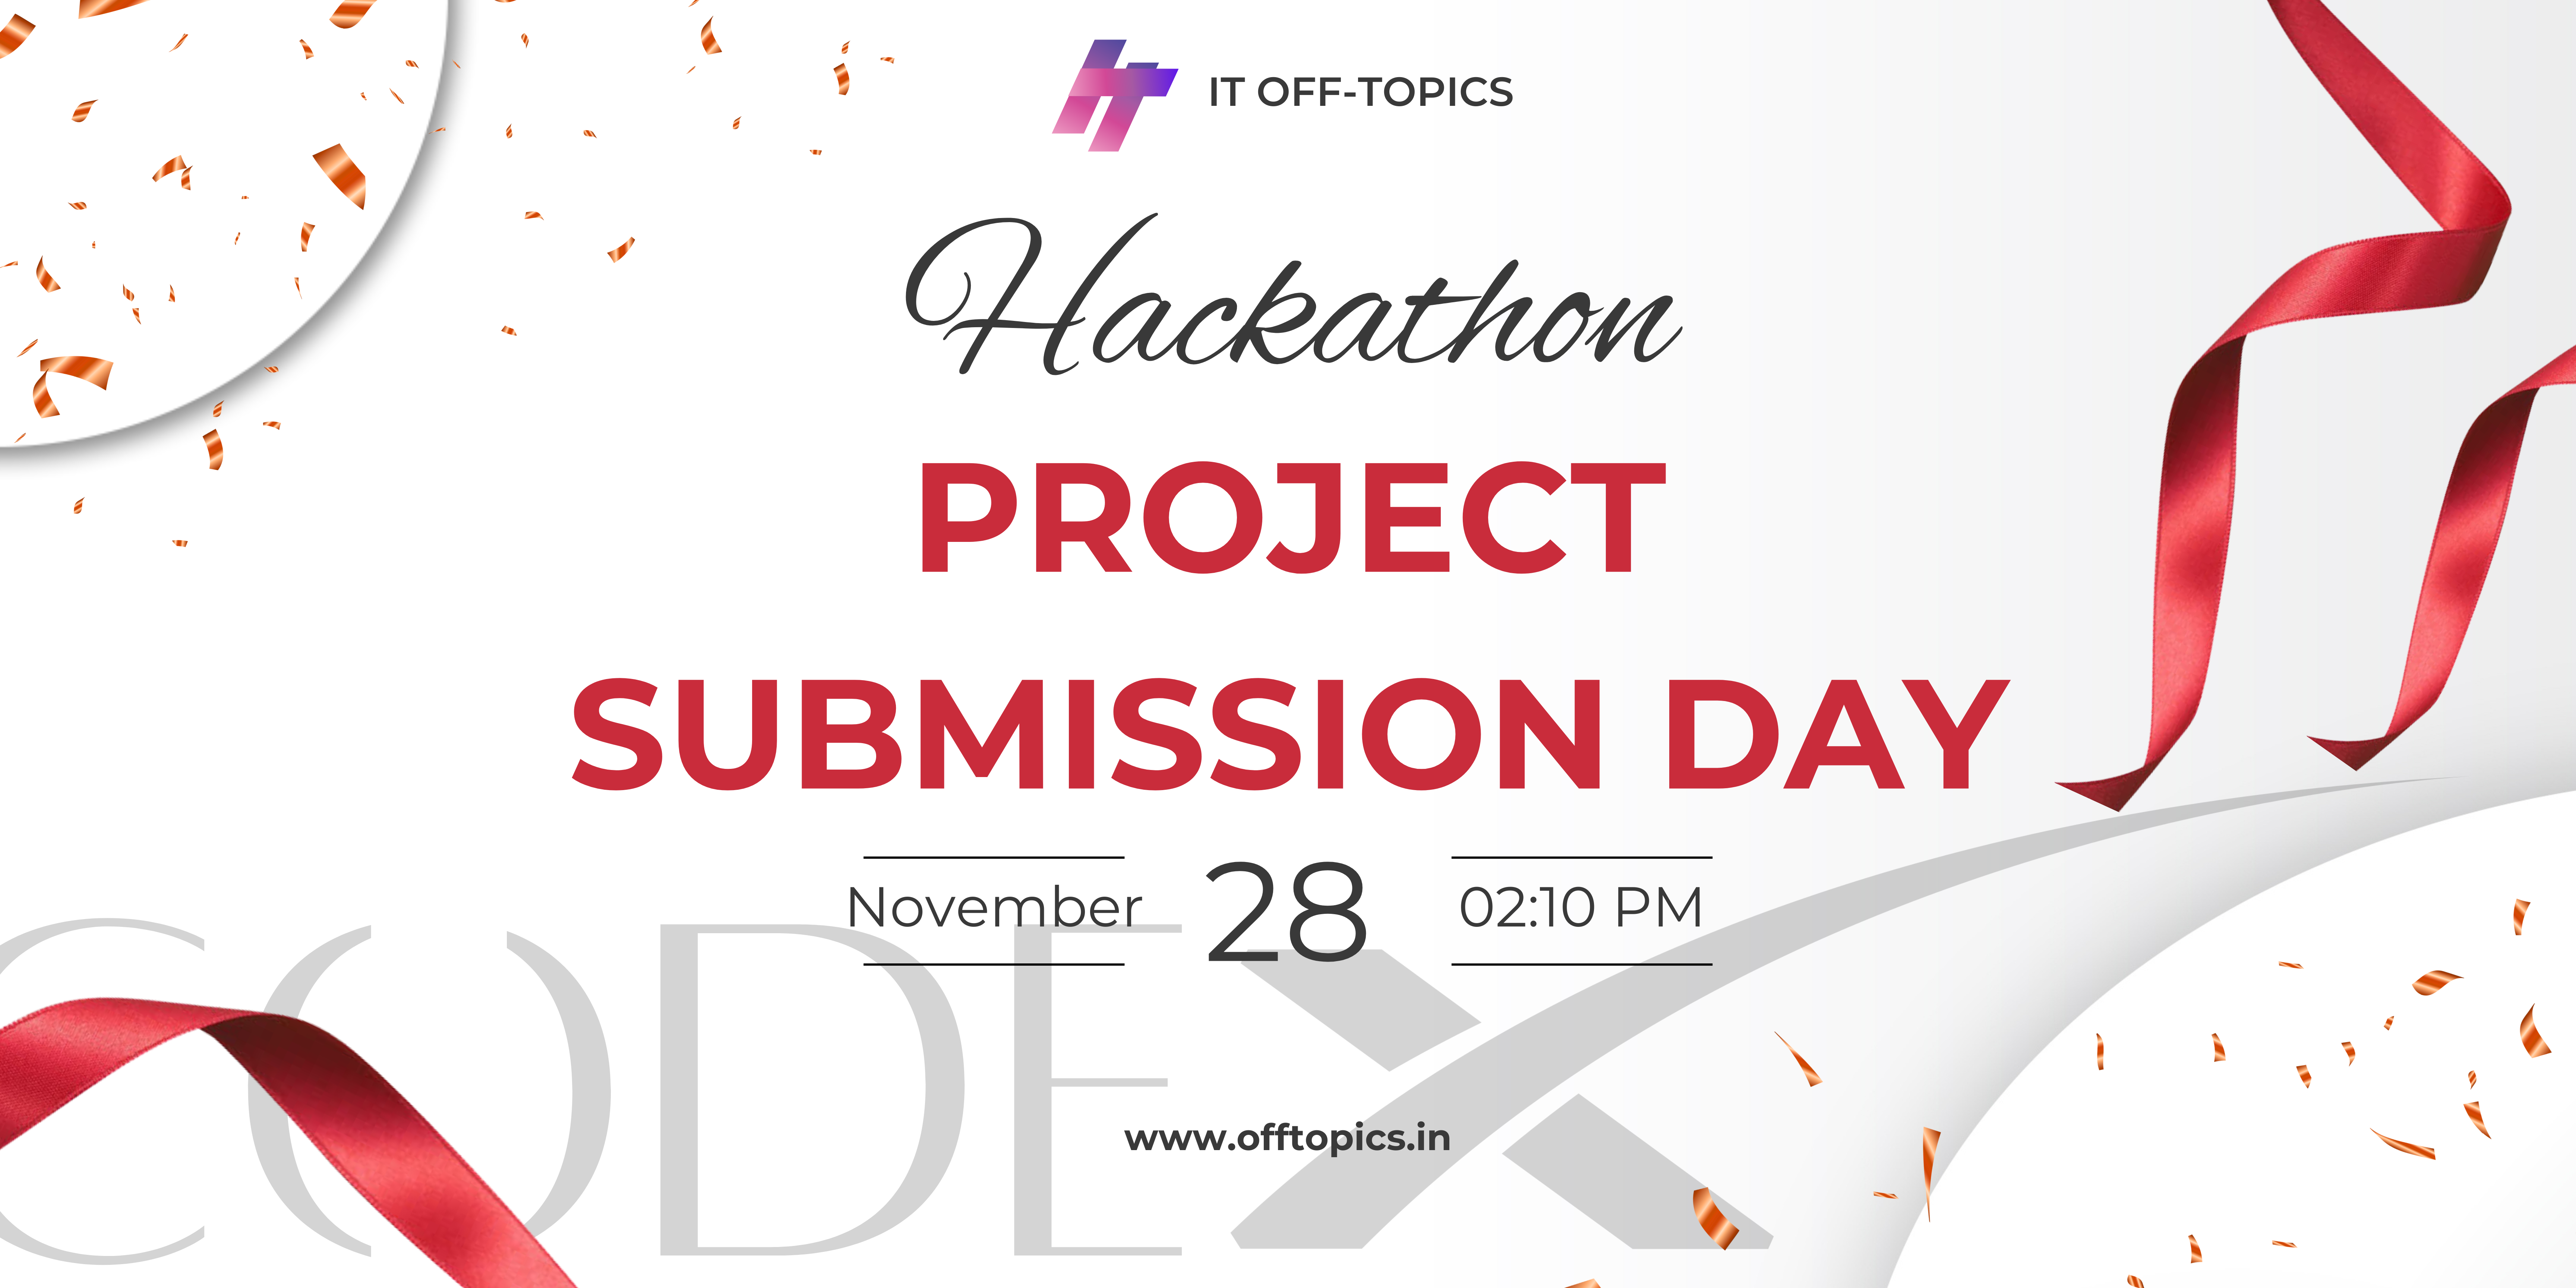 IT OFF-TOPICS
Hackathon
PROJECT
SUBMISSION DAY
November 28 02:10 PM
CODEX
www.offtopics.in